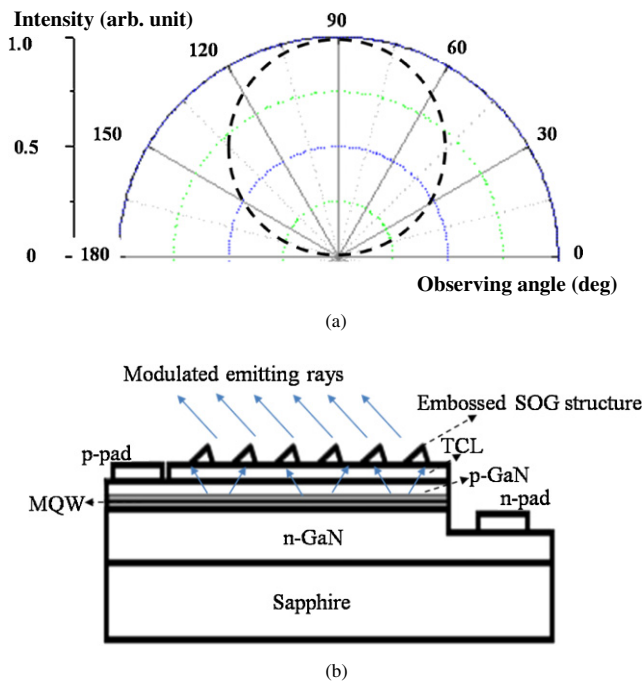 Intensity (arb. unit)
90
1.0
120
60
150
30
0.5
0
180
0
Observing angle (deg)
(a)
Modulated emitting rays
Embossed SOG structure
p-pad
TCL
p-GaN
MQW
n-pad
n-GaN
Sapphire
(b)